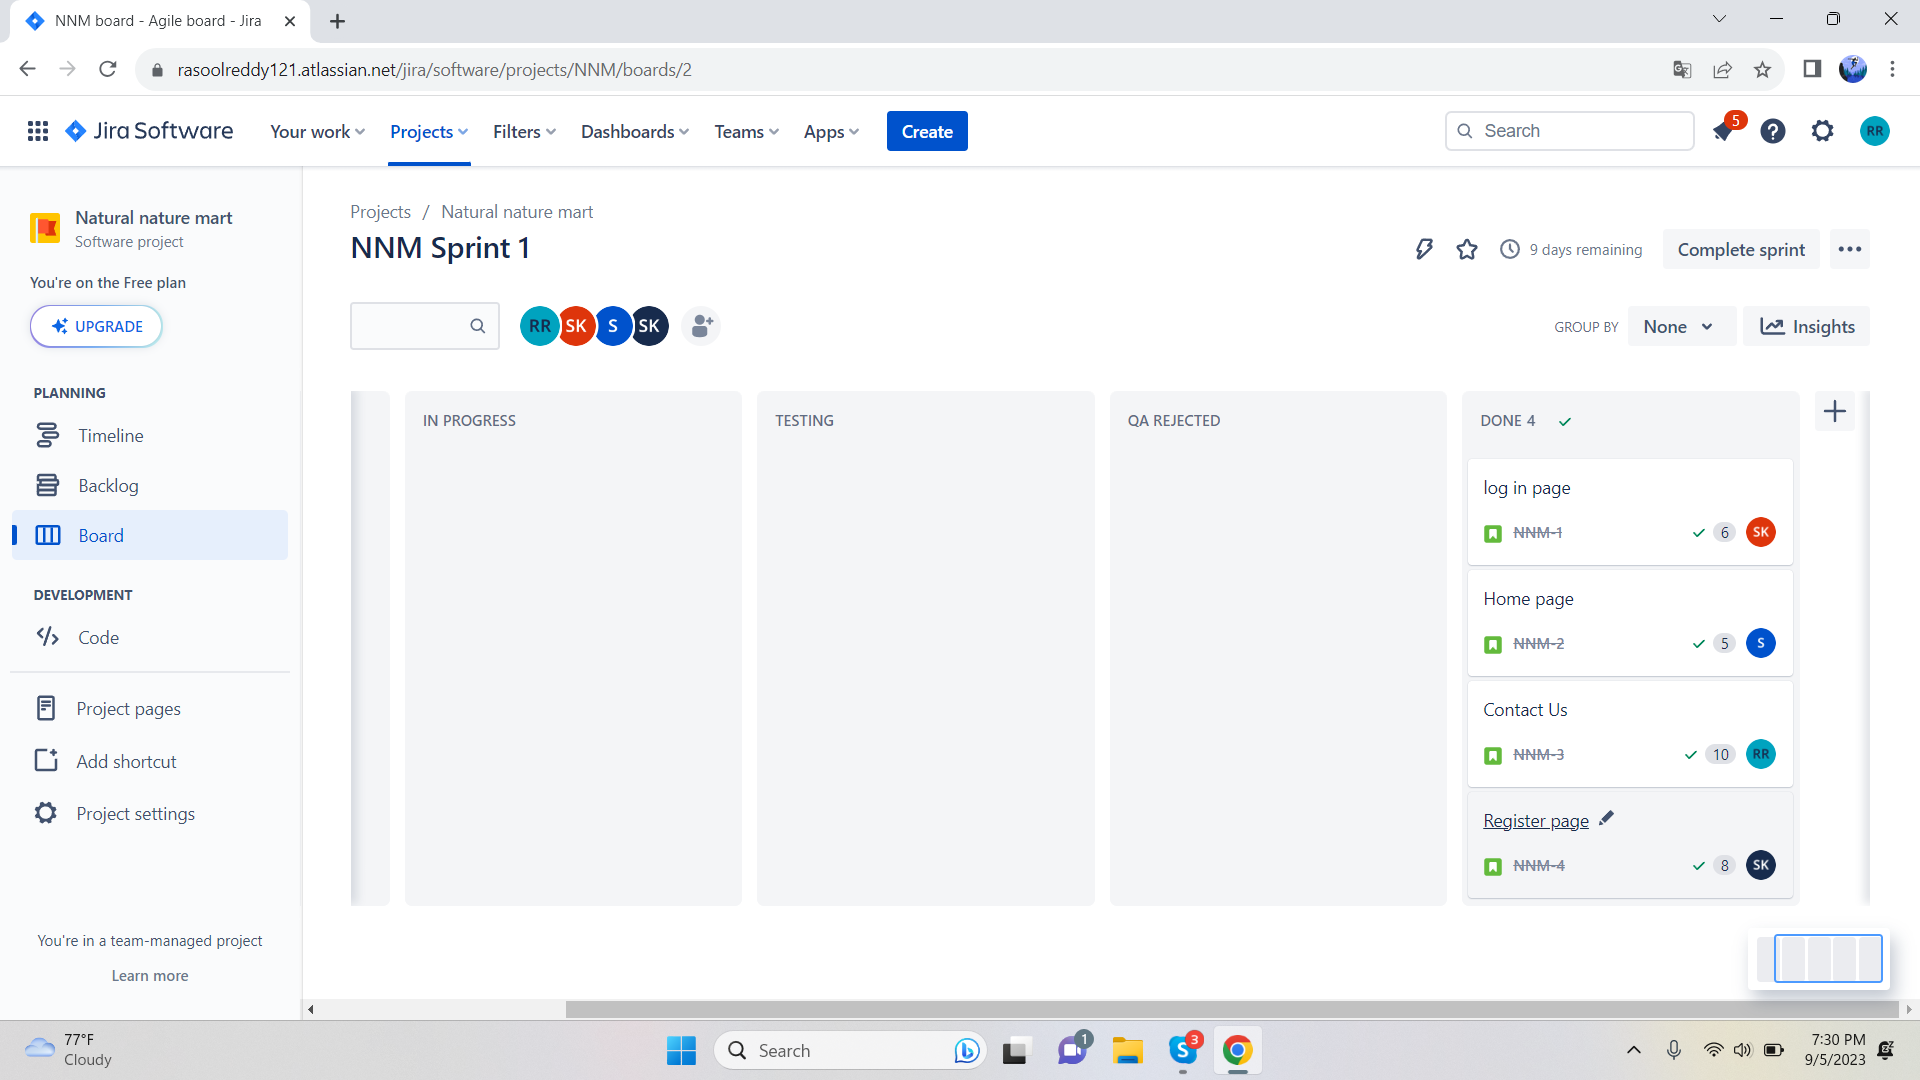 NNM board - Agile board - Jira
rasoolreddy121.atlassian.net/jira/software/projects/NNM/boards/2
Jira Software
Your work
Projects
Filters
Dashboards
Teams
Apps
Create
Search
5
RR
Natural nature mart
Software project
You're on the Free plan
UPGRADE
PLANNING
Timeline
Backlog
Board
DEVELOPMENT
Code
Project pages
Add shortcut
Project settings
You're in a team-managed project
Learn more
Projects / Natural nature mart
NNM Sprint 1
9 days remaining
Complete sprint
RR SK S SK
GROUP BY None
Insights
IN PROGRESS
TESTING
QA REJECTED
DONE 4
log in page
NNM-1 6 SK
Home page
NNM-2 5 S
Contact Us
NNM-3 10 RR
Register page
NNM-4 8 SK
77°F
Cloudy
Search
1
3
7:30 PM
9/5/2023